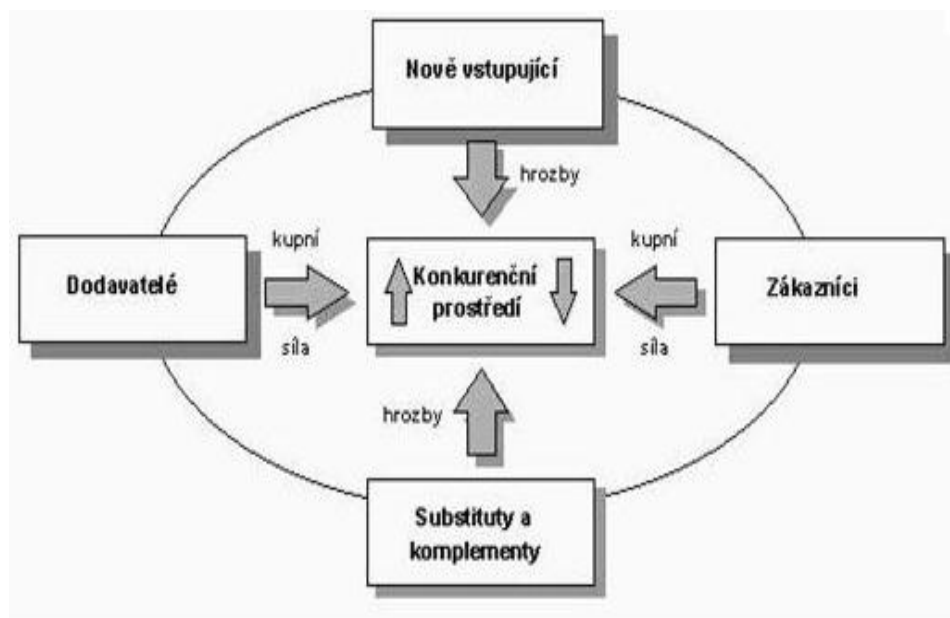 Nově vstupující
hrozby
kupní
Dodavatelé
síla
Konkurenční
prostředí
kupní
Zákazníci
síla
hrozby
Substituty a
komplementy